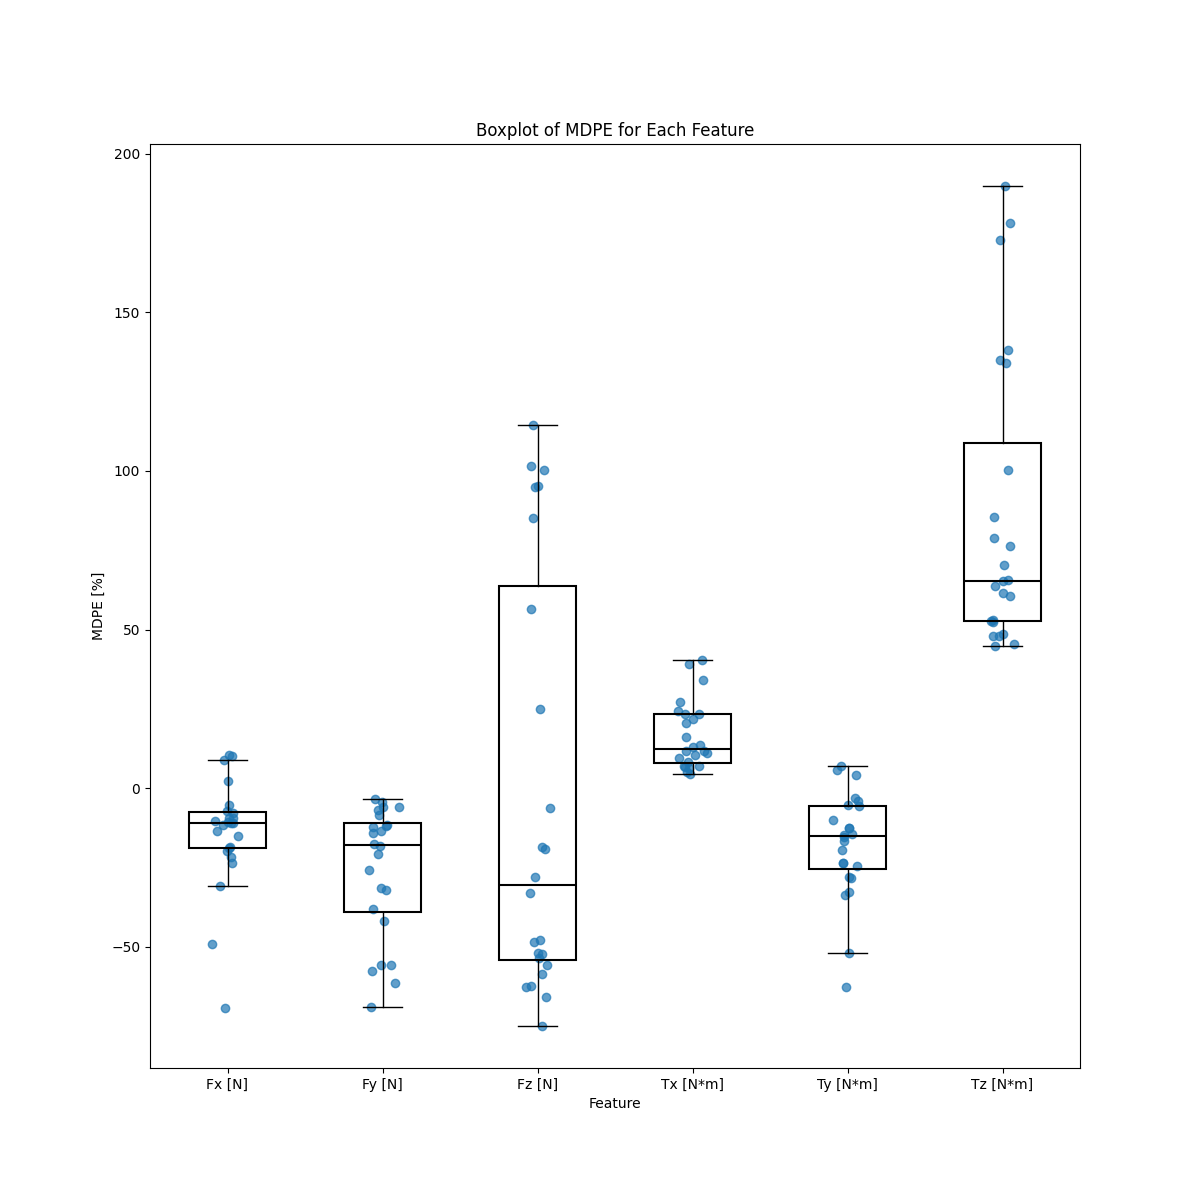 Boxplot of MDPE for Each Feature
200
150
100
50
0
−50
MDPE [%]
Fx [N]
Fy [N]
Fz [N]
Tx [N*m]
Ty [N*m]
Tz [N*m]
Feature